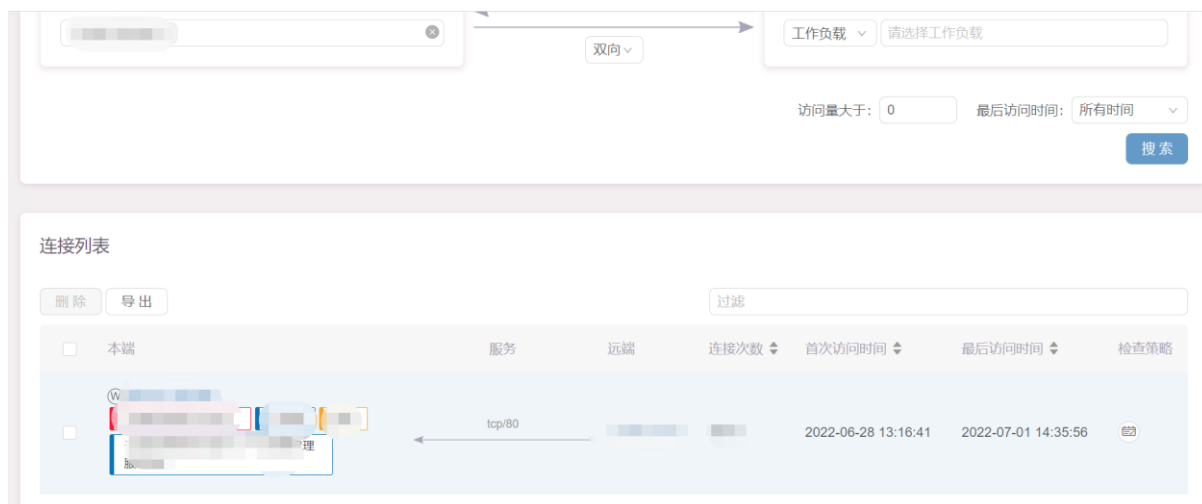 双向
工作负载 请选择工作负载
访问量大于: 0 最后访问时间: 所有时间
搜 索
连接列表
删 除 导 出 过滤
本端 服务 远端 连接次数 首次访问时间 最后访问时间 检查策略
W
tcp/80 2022-06-28 13:16:41 2022-07-01 14:35:56
理